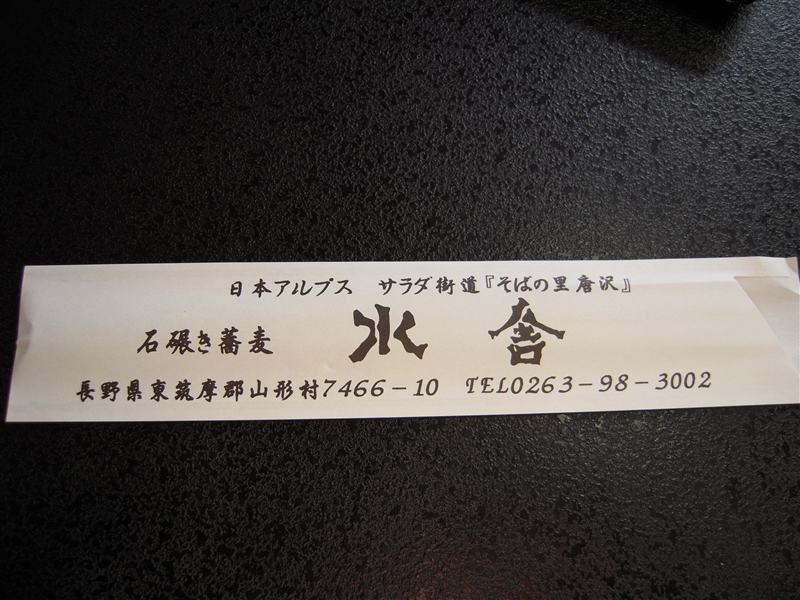 日本アルプス サラダ街道『そばの里唐沢』
石碾き蕎麦 水舎
長野県東筑摩郡山形村7466－10 TEL0263－98－3002